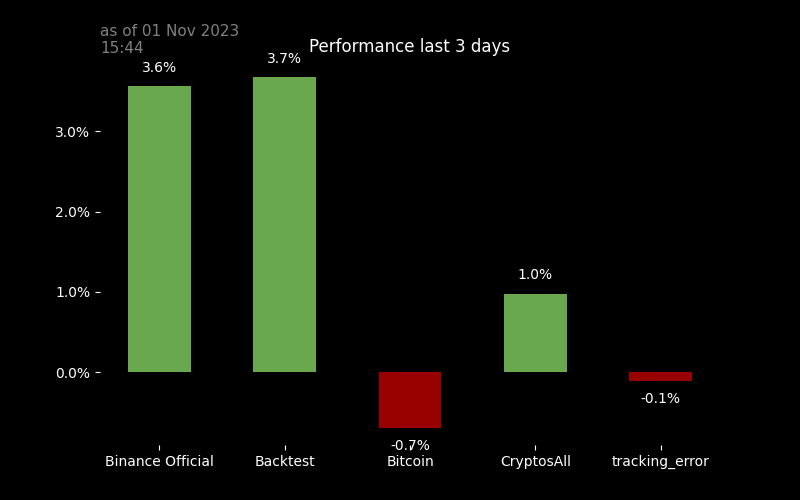 as of 01 Nov 2023
15:44
Performance last 3 days
3.6%
3.7%
3.0%
2.0%
1.0%
1.0%
0.0%
-0.1%
-0.7%
Binance Official
Backtest
Bitcoin
CryptosAll
tracking_error